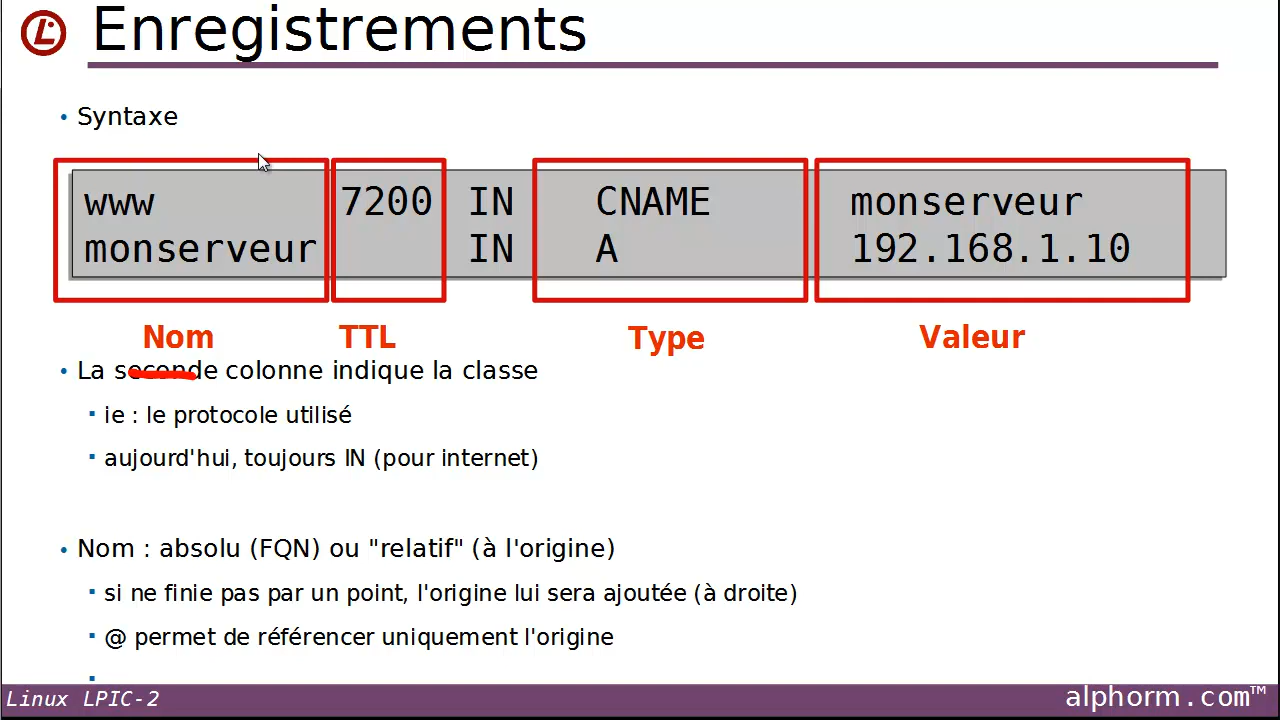 Enregistrements
Syntaxe
www 7200 IN CNAME monserveur
monserveur IN A 192.168.1.10
Nom TTL Type Valeur
La seconde colonne indique la classe
ie : le protocole utilisé
aujourd'hui, toujours IN (pour internet)
Nom : absolu (FQN) ou "relatif" (à l'origine)
si ne finie pas par un point, l'origine lui sera ajoutée (à droite)
@ permet de référencer uniquement l'origine
Linux LPIC-2
alphorm.com™